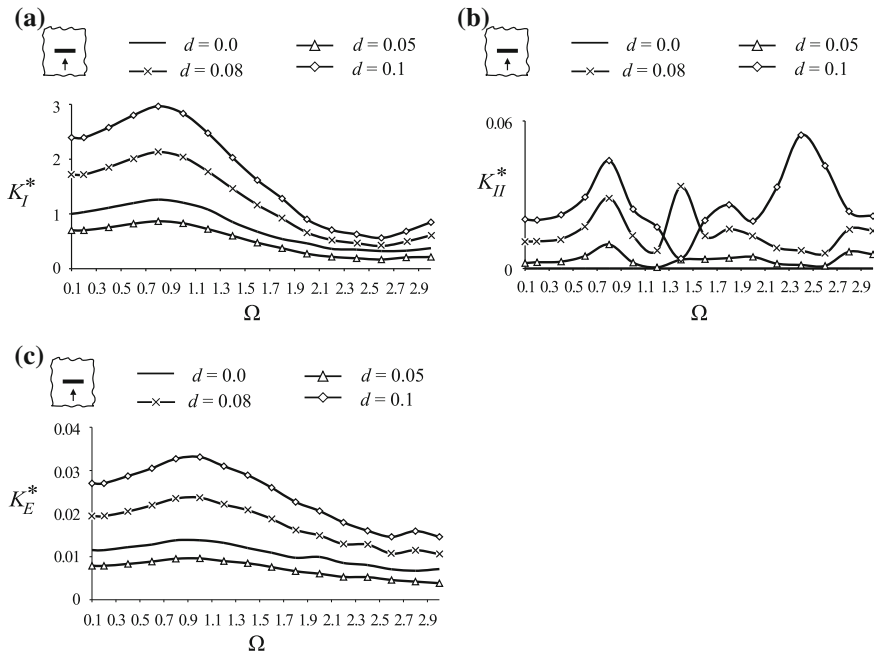 (a)
d = 0.0
d = 0.05
d = 0.08
d = 0.1
3
2
1
0
K*I
0.1 0.3 0.5 0.7 0.9 1.1 1.3 1.5 1.7 1.9 2.1 2.3 2.5 2.7 2.9
Ω
(b)
d = 0.0
d = 0.05
d = 0.08
d = 0.1
0.06
0
K*II
0.1 0.3 0.5 0.7 0.9 1.1 1.3 1.5 1.7 1.9 2.1 2.3 2.5 2.7 2.9
Ω
(c)
d = 0.0
d = 0.05
d = 0.08
d = 0.1
0.04
0.03
0.02
0.01
0
K*E
0.1 0.3 0.5 0.7 0.9 1.1 1.3 1.5 1.7 1.9 2.1 2.3 2.5 2.7 2.9
Ω